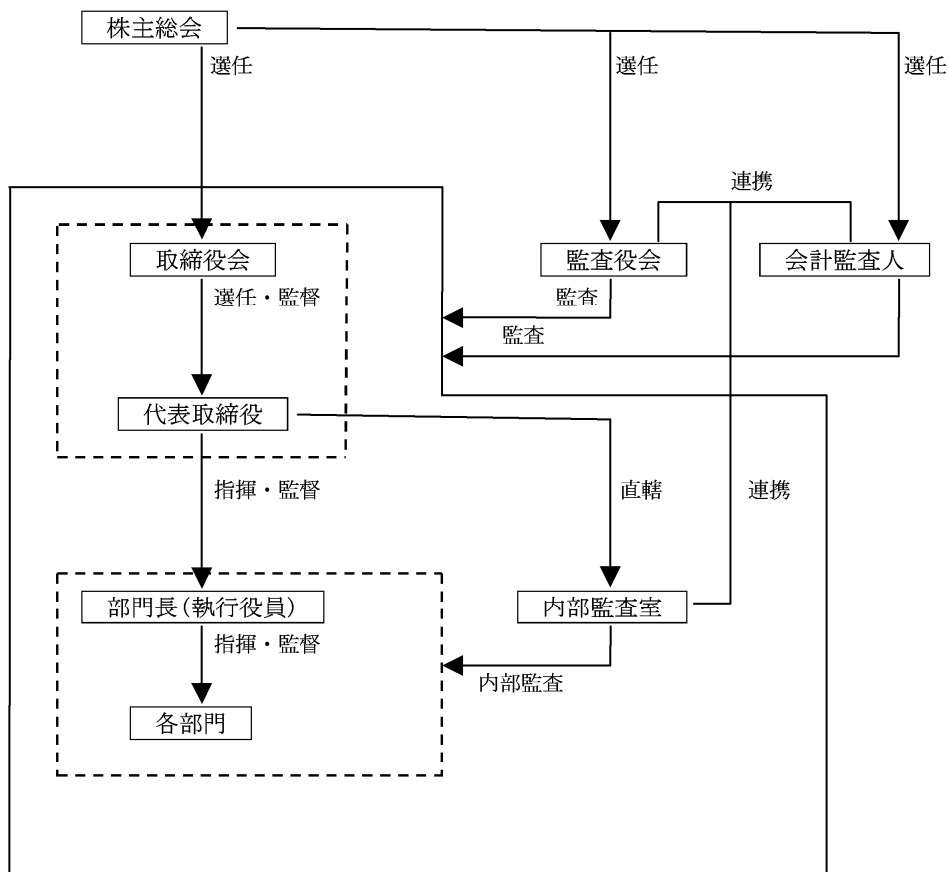 株主総会
選任
選任
選任
連携
取締役会
監査役会
会計監査人
選任・監督
監査
監査
代表取締役
指揮・監督
直轄
連携
部門長(執行役員)
内部監査室
指揮・監督
内部監査
各部門